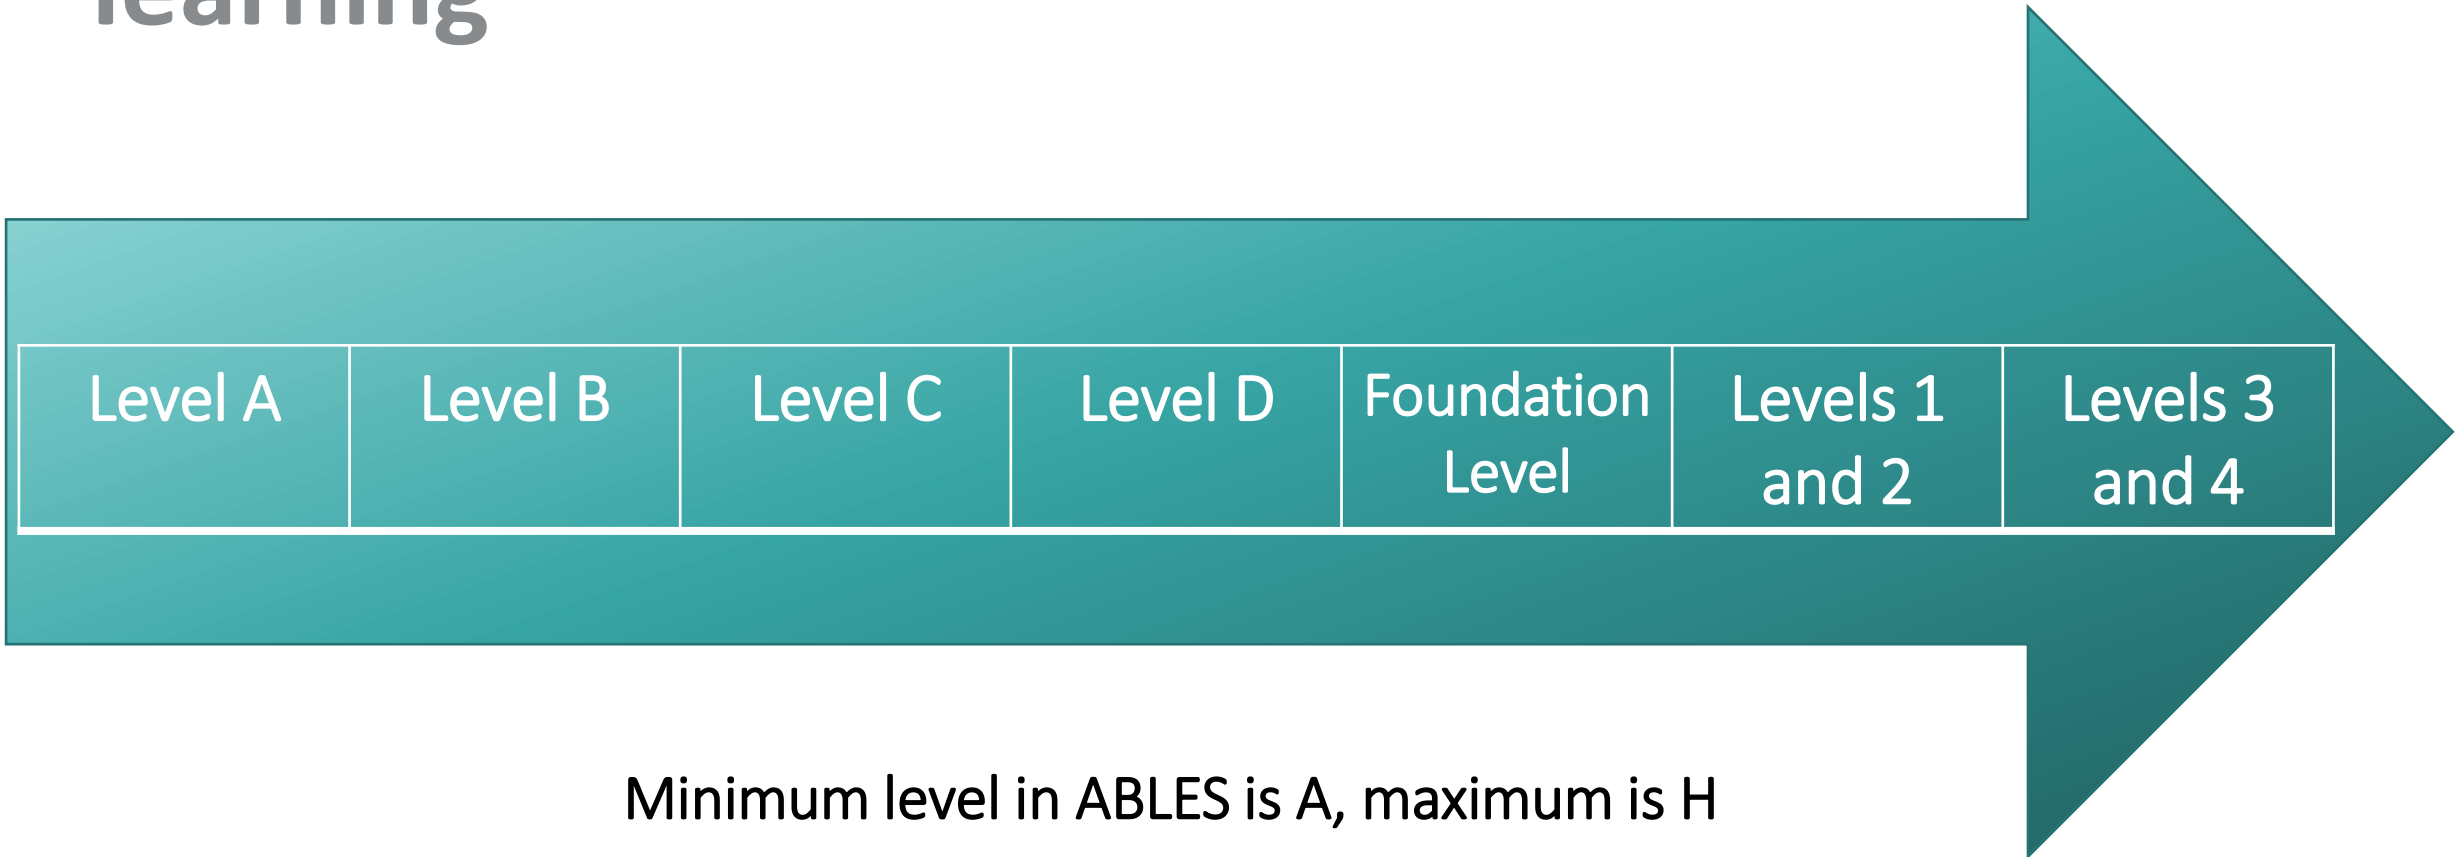 learning
Level A
Level B
Level C
Level D
Foundation
Level
Levels 1
and 2
Levels 3
and 4
Minimum level in ABLES is A, maximum is H